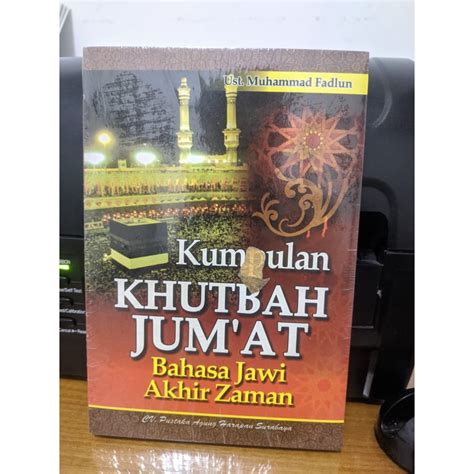 Ust. Muhammad Fadlun
Kumpulan
KHUTBAH
JUM'AT
Bahasa Jawi
Akhir Zaman
CV. Pustaka Agung Harapan Surabaya